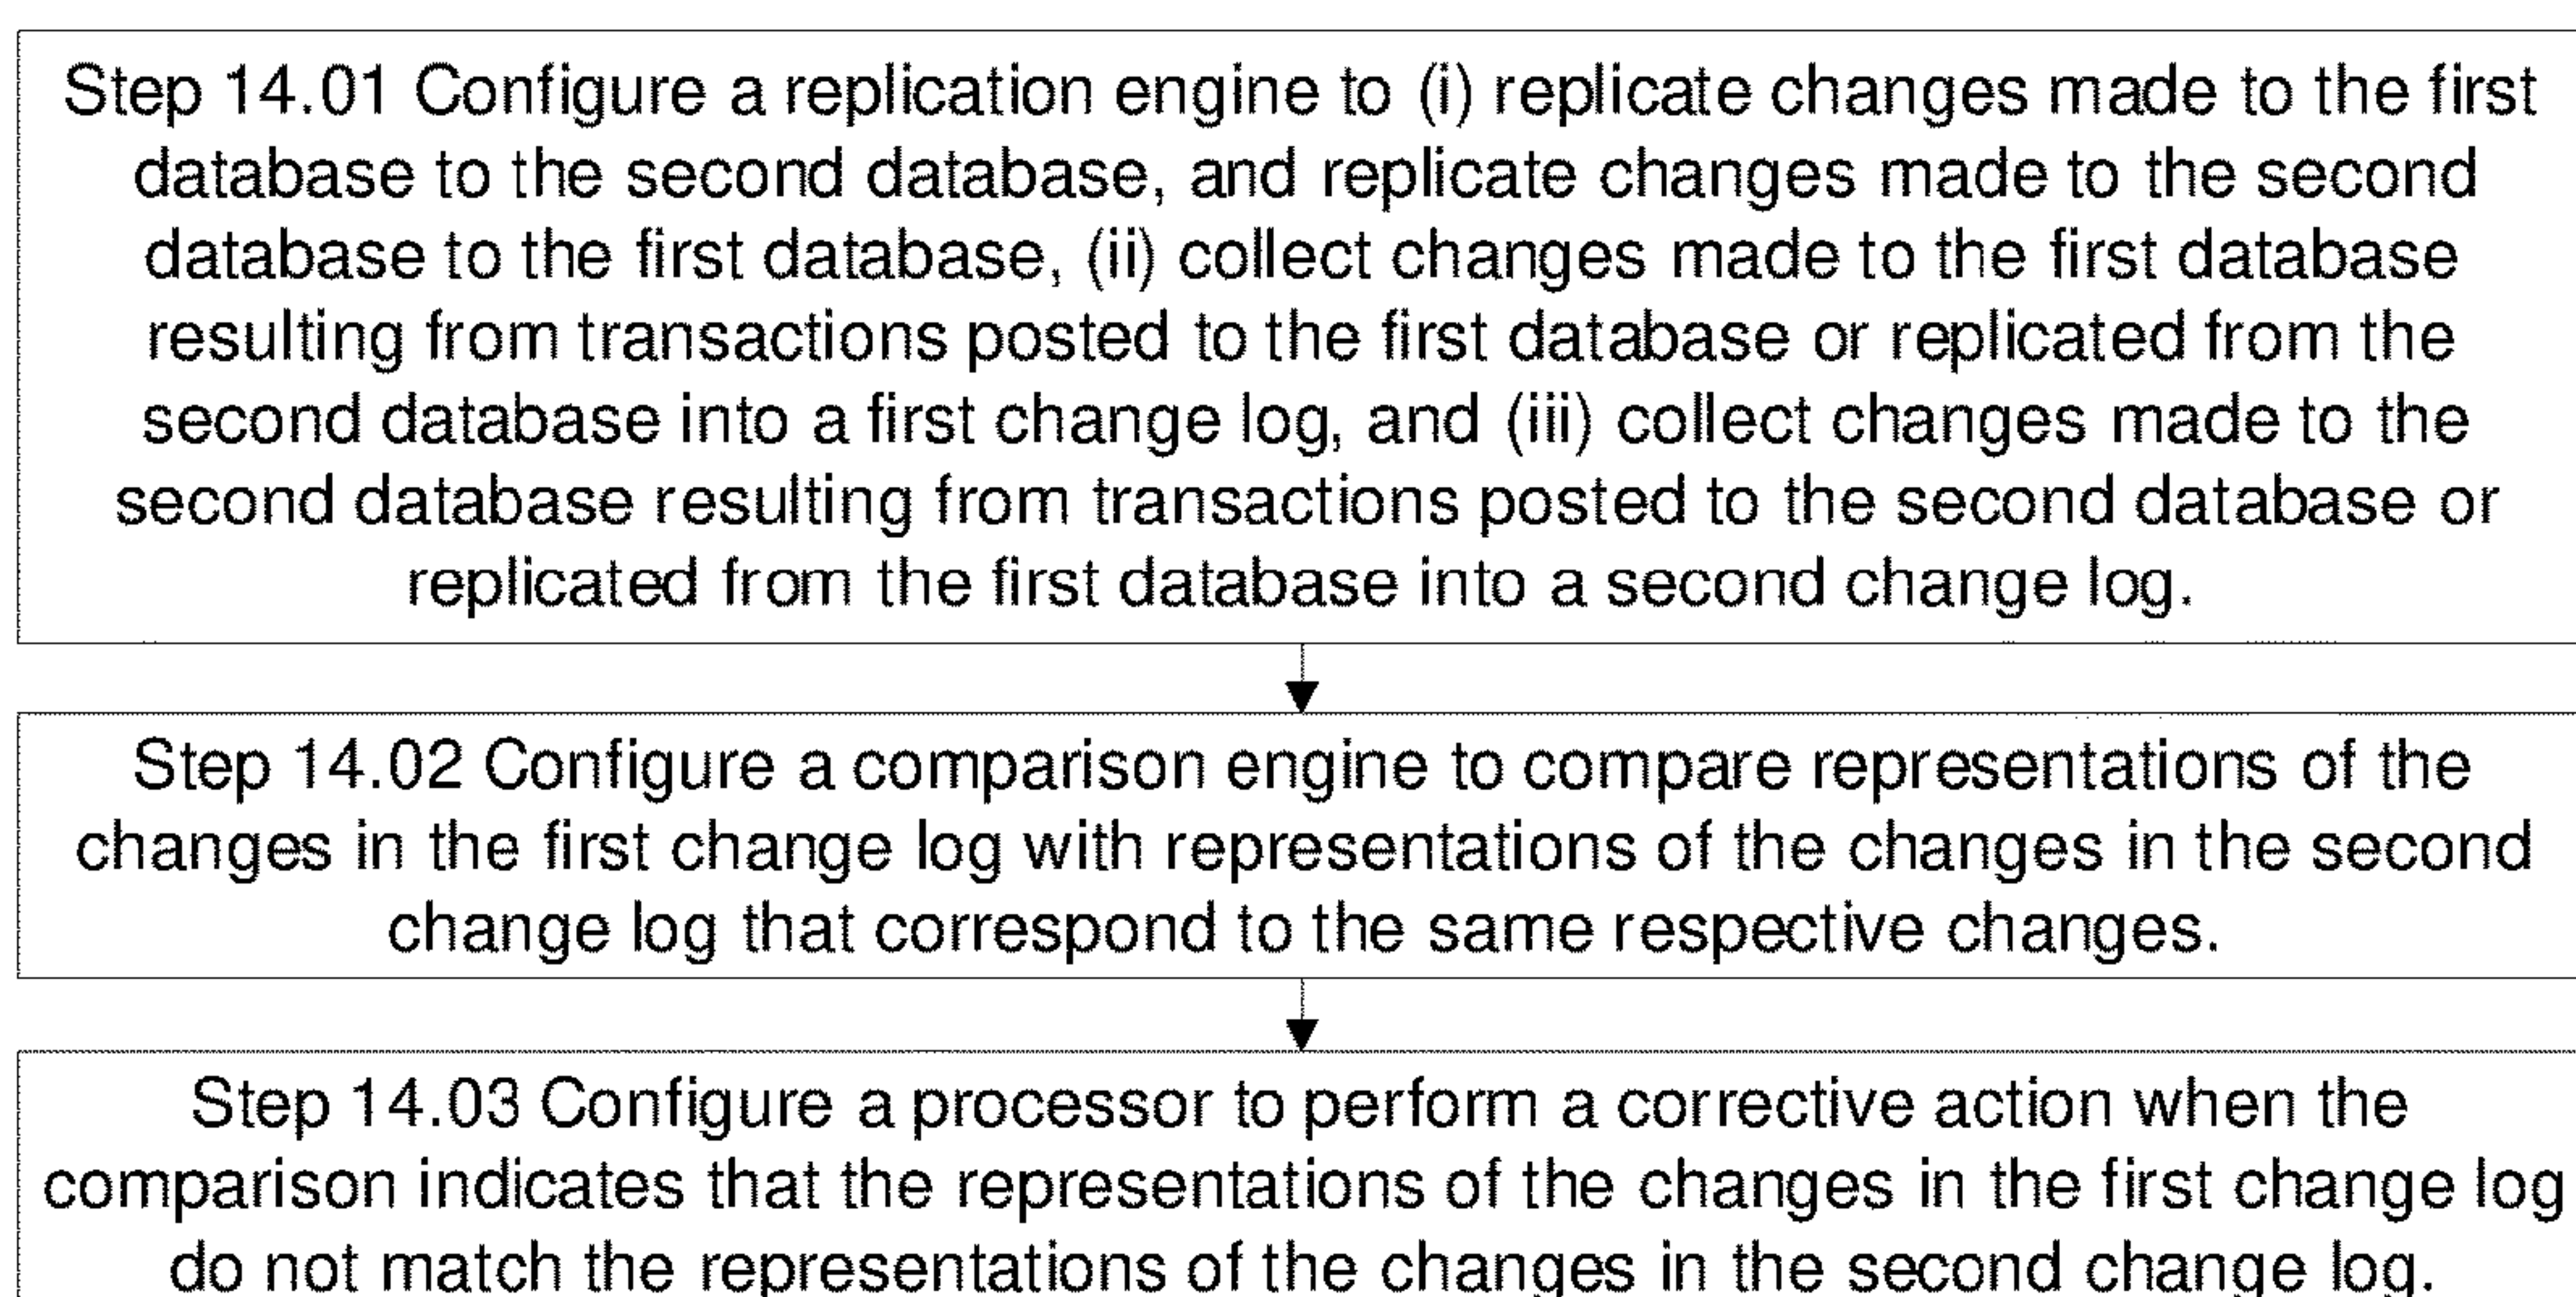 Step 14.01 Configure a replication engine to (i) replicate changes made to the first
database to the second database, and replicate changes made to the second
database to the first database, (ii) collect changes made to the first database
resulting from transactions posted to the first database or replicated from the
second database into a first change log, and (iii) collect changes made to the
second database resulting from transactions posted to the second database or
replicated from the first database into a second change log.
Step 14.02 Configure a comparison engine to compare representations of the
changes in the first change log with representations of the changes in the second
change log that correspond to the same respective changes.
Step 14.03 Configure a processor to perform a corrective action when the
comparison indicates that the representations of the changes in the first change log
do not match the representations of the changes in the second change log.